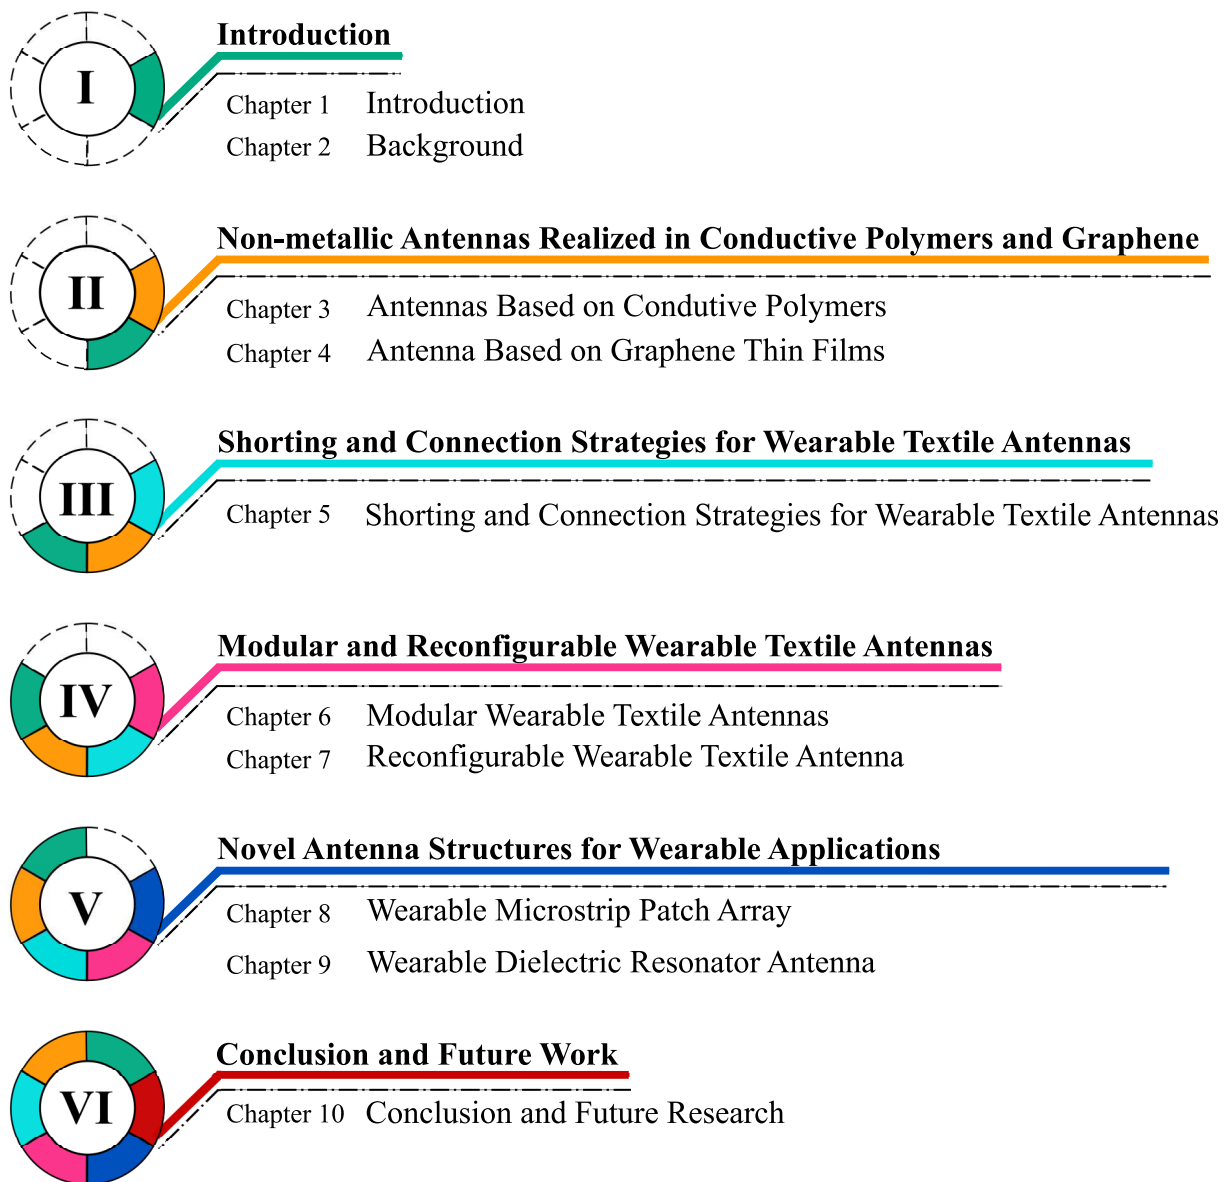 I
Introduction
Chapter 1 Introduction
Chapter 2 Background
II
Non-metallic Antennas Realized in Conductive Polymers and Graphene
Chapter 3 Antennas Based on Condutive Polymers
Chapter 4 Antenna Based on Graphene Thin Films
III
Shorting and Connection Strategies for Wearable Textile Antennas
Chapter 5 Shorting and Connection Strategies for Wearable Textile Antennas
IV
Modular and Reconfigurable Wearable Textile Antennas
Chapter 6 Modular Wearable Textile Antennas
Chapter 7 Reconfigurable Wearable Textile Antenna
V
Novel Antenna Structures for Wearable Applications
Chapter 8 Wearable Microstrip Patch Array
Chapter 9 Wearable Dielectric Resonator Antenna
VI
Conclusion and Future Work
Chapter 10 Conclusion and Future Research